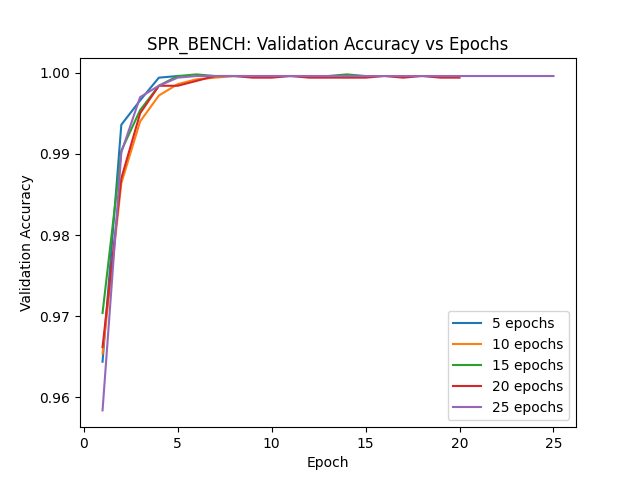 SPR_BENCH: Validation Accuracy vs Epochs
Validation Accuracy
1.00
0.99
0.98
0.97
0.96
5 epochs
10 epochs
15 epochs
20 epochs
25 epochs
0
5
10
15
20
25
Epoch